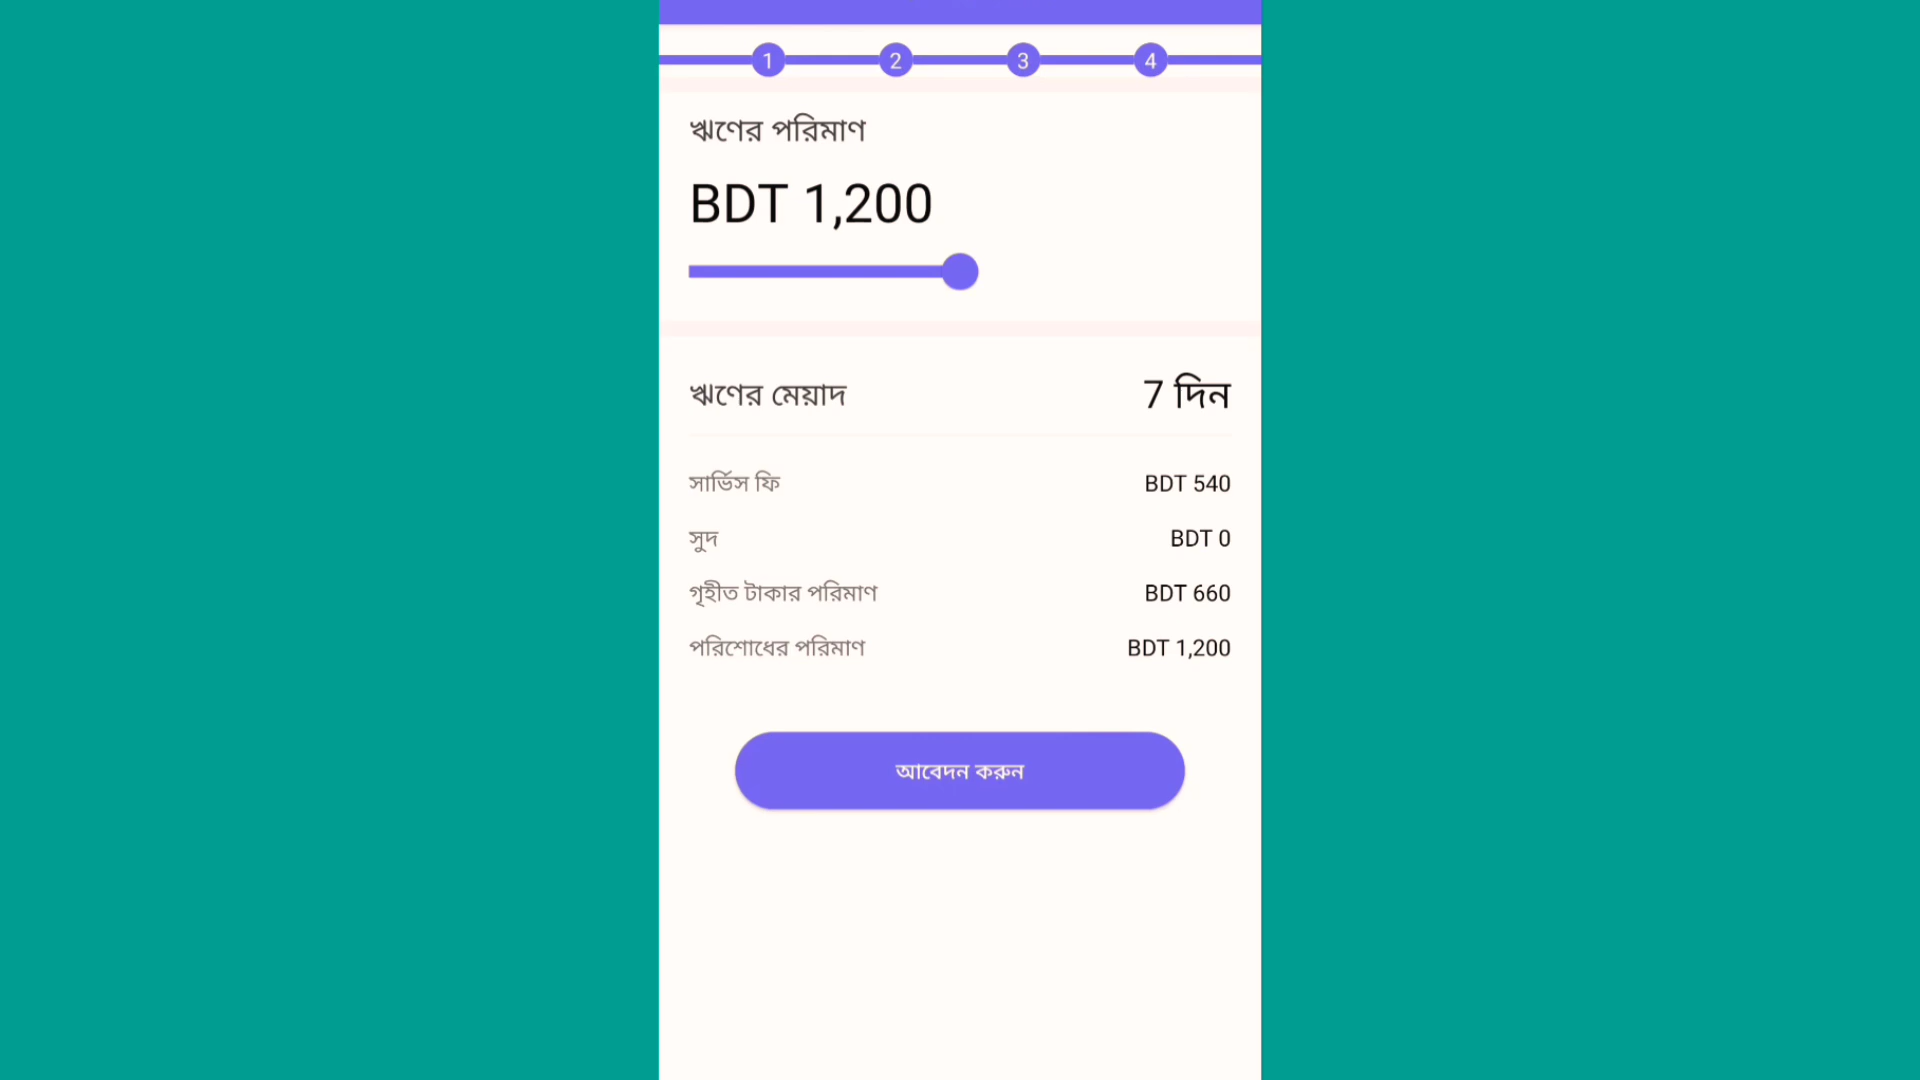 1 2 3 4
ঋণের পরিমাণ
BDT 1,200
ঋণের মেয়াদ 7 দিন
সার্ভিস ফি BDT 540
সুদ BDT 0
গৃহীত টাকার পরিমাণ BDT 660
পরিশোধের পরিমাণ BDT 1,200
আবেদন করুন